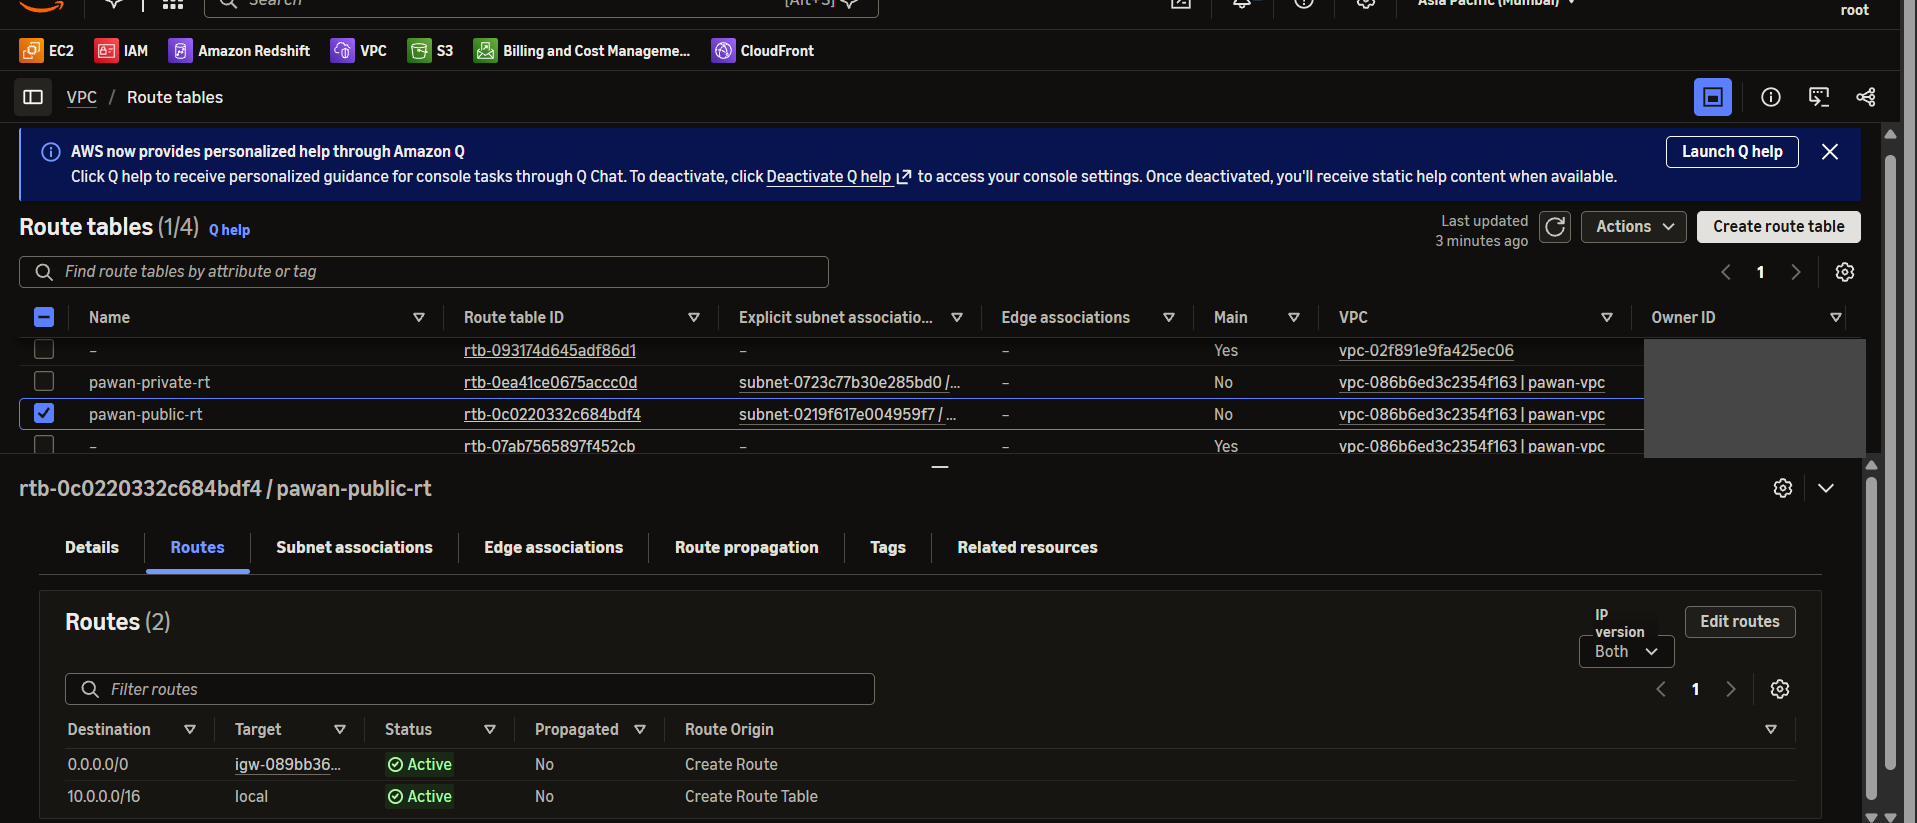 Search [Alt+S] Asia Pacific (Mumbai)
root
EC2 IAM Amazon Redshift VPC S3 Billing and Cost Manageme... CloudFront
VPC / Route tables
AWS now provides personalized help through Amazon Q
Click Q help to receive personalized guidance for console tasks through Q Chat. To deactivate, click Deactivate Q help to access your console settings. Once deactivated, you'll receive static help content when available.
Launch Q help
Route tables (1/4) Q help
Last updated
3 minutes ago
Actions
Create route table
Find route tables by attribute or tag
1
Name Route table ID Explicit subnet associatio... Edge associations Main VPC Owner ID
– rtb-093174d645adf86d1 – – Yes vpc-02f891e9fa425ec06
pawan-private-rt rtb-0ea41ce0675accc0d subnet-0723c77b30e285bd0 /... – No vpc-086b6ed3c2354f163 | pawan-vpc
pawan-public-rt rtb-0c0220332c684bdf4 subnet-0219f617e004959f7 / ... – No vpc-086b6ed3c2354f163 | pawan-vpc
– rtb-07ab7565897f452cb – – Yes vpc-086b6ed3c2354f163 | pawan-vpc
rtb-0c0220332c684bdf4 / pawan-public-rt
Details Routes Subnet associations Edge associations Route propagation Tags Related resources
Routes (2)
IP version
Both
Edit routes
Filter routes
1
Destination Target Status Propagated Route Origin
0.0.0.0/0 igw-089bb36... Active No Create Route
10.0.0.0/16 local Active No Create Route Table